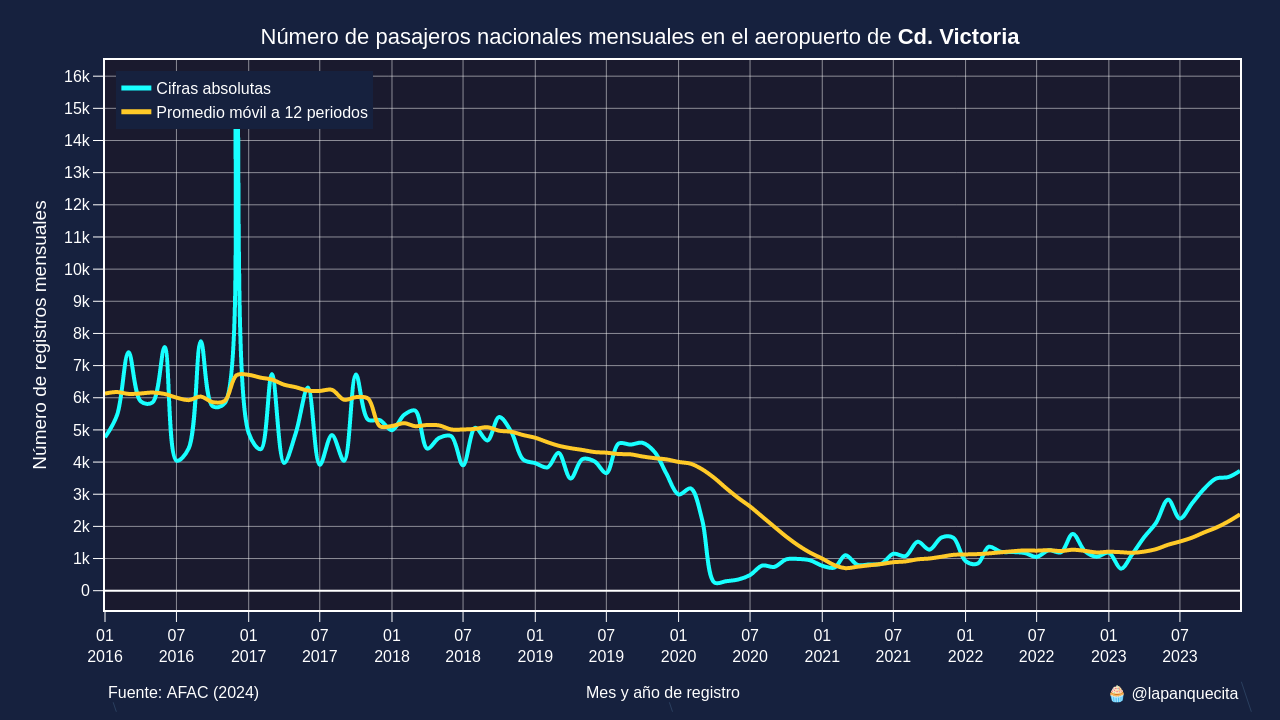 Número de pasajeros nacionales mensuales en el aeropuerto de Cd. Victoria
Cifras absolutas
Promedio móvil a 12 periodos
Número de registros mensuales
16k
15k
14k
13k
12k
11k
10k
9k
8k
7k
6k
5k
4k
3k
2k
1k
0
01 07 01 07 01 07 01 07 01 07 01 07 01 07 01 07
2016 2016 2017 2017 2018 2018 2019 2019 2020 2020 2021 2021 2022 2022 2023 2023
Fuente: AFAC (2024)
Mes y año de registro
🧁 @lapanquecita